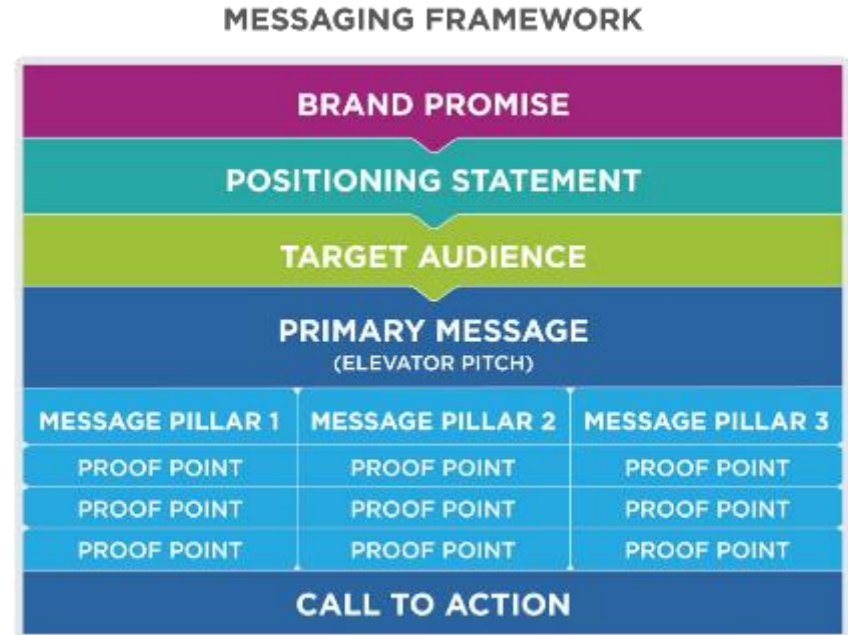 MESSAGING FRAMEWORK
BRAND PROMISE
POSITIONING STATEMENT
TARGET AUDIENCE
PRIMARY MESSAGE
(ELEVATOR PITCH)
MESSAGE PILLAR 1 MESSAGE PILLAR 2 MESSAGE PILLAR 3
PROOF POINT PROOF POINT PROOF POINT
PROOF POINT PROOF POINT PROOF POINT
PROOF POINT PROOF POINT PROOF POINT
CALL TO ACTION